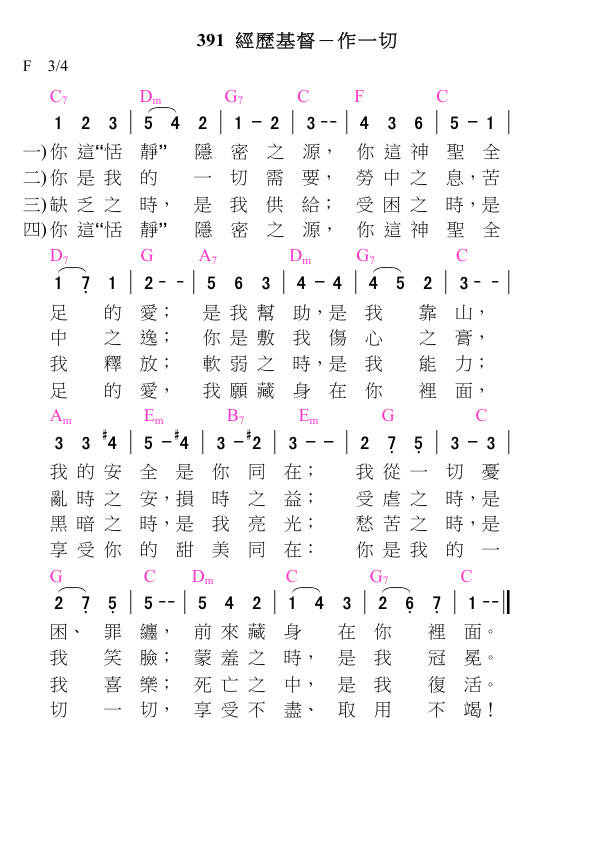 391 經歷基督－作一切
F 3/4
C7 Dm G7 C F C
1 2 3 | 5 4 2 | 1 - 2 | 3 - - | 4 3 6 | 5 - 1 |
一)你 這“恬 靜” 隱 密 之 源， 你 這 神 聖 全
二)你 是 我 的 一 切 需 要， 勞 中 之 息，苦
三)缺 乏 之 時， 是 我 供 給； 受 困 之 時，是
四)你 這“恬 靜” 隱 密 之 源， 你 這 神 聖 全
D7 G A7 Dm G7 C
1 7̣ 1 | 2 - - | 5 6 3 | 4 - 4 | 4 5 2 | 3 - - |
足 的 愛； 是 我 幫 助，是 我 靠 山，
中 之 逸； 你 是 敷 我 傷 心 之 膏，
我 釋 放； 軟 弱 之 時，是 我 能 力；
足 的 愛， 我 願 藏 身 在 你 裡 面，
Am Em B7 Em G C
3 3 #4 | 5 - #4 | 3 - #2 | 3 - - | 2 7̣ 5̣ | 3 - 3 |
我 的 安 全 是 你 同 在； 我 從 一 切 憂
亂 時 之 安，損 時 之 益； 受 虐 之 時，是
黑 暗 之 時，是 我 亮 光； 愁 苦 之 時，是
享 受 你 的 甜 美 同 在： 你 是 我 的 一
G C Dm C G7 C
2 7̣ 5̣ | 5 - - | 5 4 2 | 1 4 3 | 2 6̣ 7̣ | 1 - - ‖
困、 罪 纏， 前 來 藏 身 在 你 裡 面。
我 笑 臉； 蒙 羞 之 時， 是 我 冠 冕。
我 喜 樂； 死 亡 之 中， 是 我 復 活。
切 一 切， 享 受 不 盡、 取 用 不 竭！